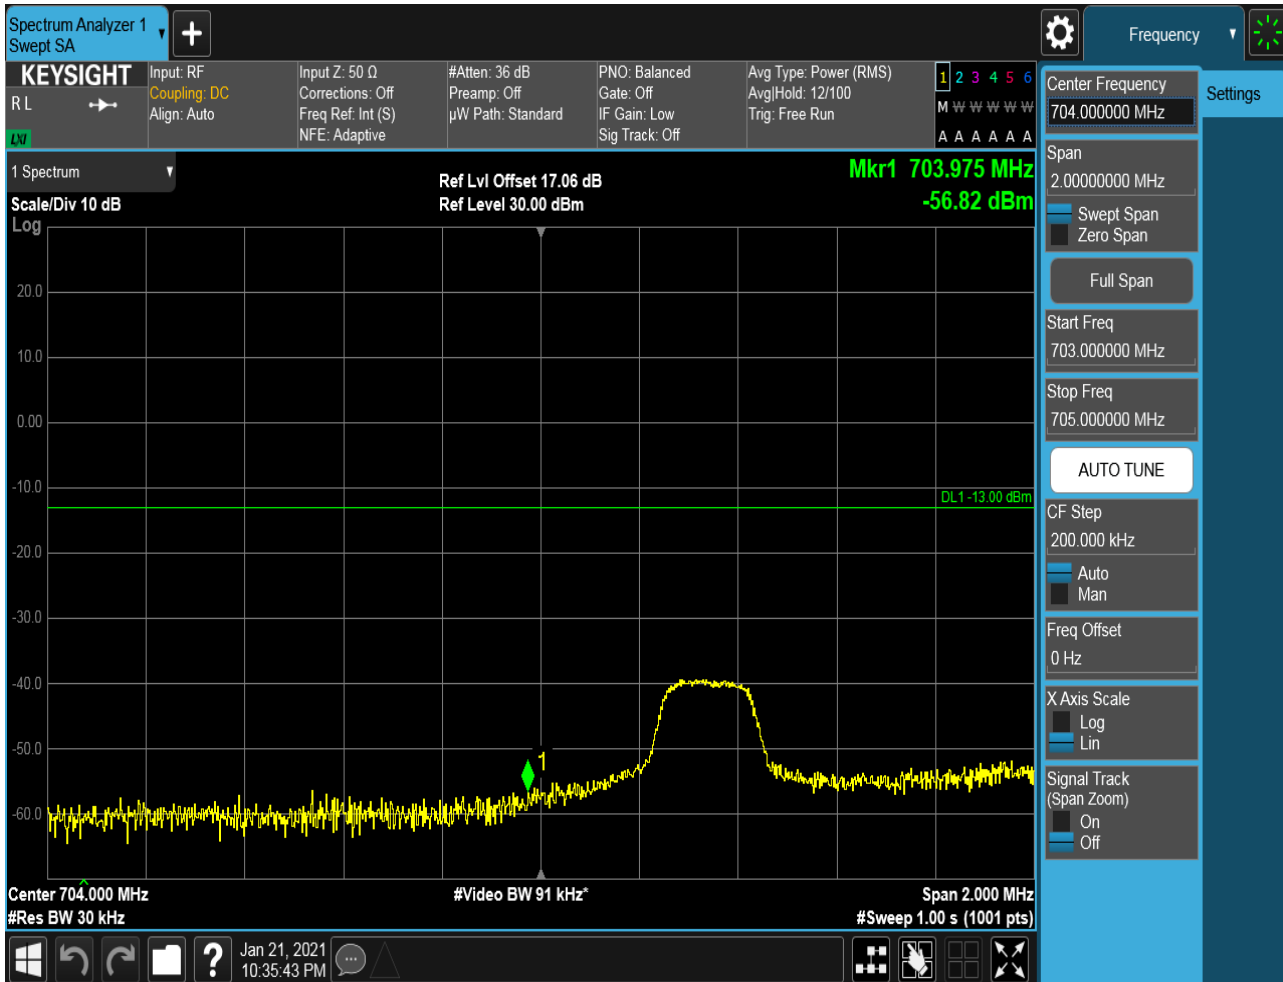 Spectrum Analyzer 1
Swept SA
Frequency
KEYSIGHT
R L
LXI
Input: RF
Coupling: DC
Align: Auto
Input Z: 50 Ω
Corrections: Off
Freq Ref: Int (S)
NFE: Adaptive
#Atten: 36 dB
Preamp: Off
µW Path: Standard
PNO: Balanced
Gate: Off
IF Gain: Low
Sig Track: Off
Avg Type: Power (RMS)
Avg|Hold: 12/100
Trig: Free Run
1 2 3 4 5 6
M W W W W W
A A A A A A
1 Spectrum
Scale/Div 10 dB
Log
Ref Lvl Offset 17.06 dB
Ref Level 30.00 dBm
Mkr1 703.975 MHz
-56.82 dBm
20.0
10.0
0.00
-10.0
DL1 -13.00 dBm
-20.0
-30.0
-40.0
-50.0
1
-60.0
Center 704.000 MHz
#Video BW 91 kHz*
Span 2.000 MHz
#Res BW 30 kHz
#Sweep 1.00 s (1001 pts)
?
Jan 21, 2021
10:35:43 PM
Center Frequency
704.000000 MHz
Settings
Span
2.00000000 MHz
Swept Span
Zero Span
Full Span
Start Freq
703.000000 MHz
Stop Freq
705.000000 MHz
AUTO TUNE
CF Step
200.000 kHz
Auto
Man
Freq Offset
0 Hz
X Axis Scale
Log
Lin
Signal Track
(Span Zoom)
On
Off